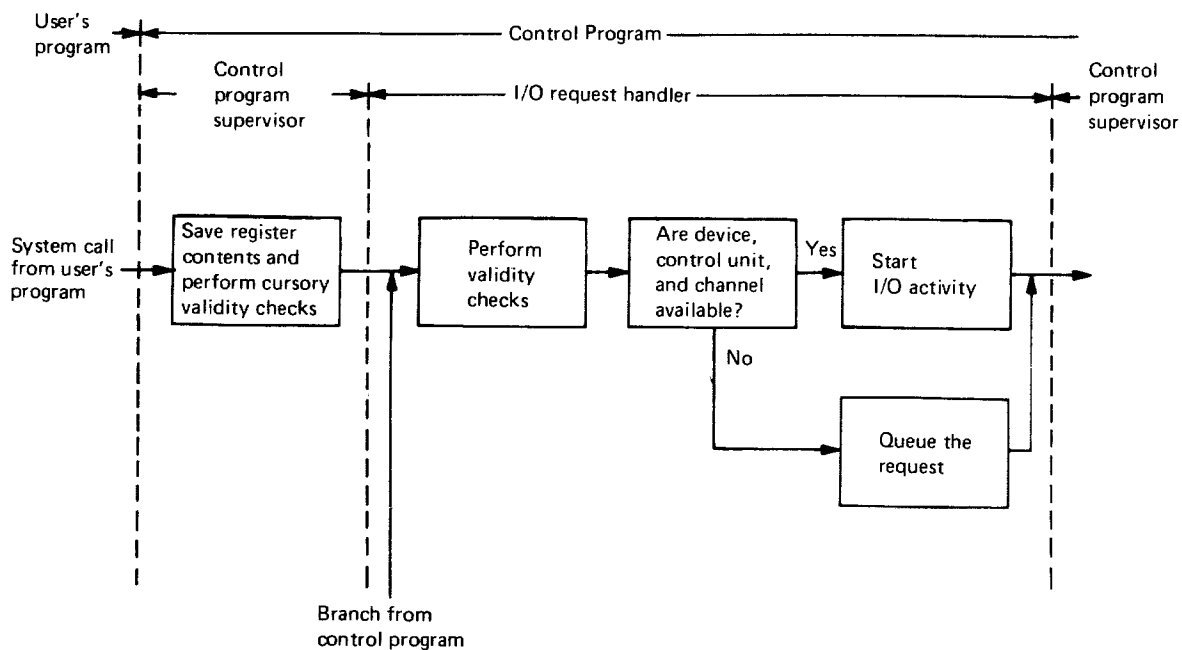 User's
program
Control Program
Control
program
supervisor
I/O request handler
Control
program
supervisor
System call
from user's
program
Save register
contents and
perform cursory
validity checks
Perform
validity
checks
Are device,
control unit,
and channel
available?
Yes
Start
I/O activity
No
Queue the
request
Branch from
control program